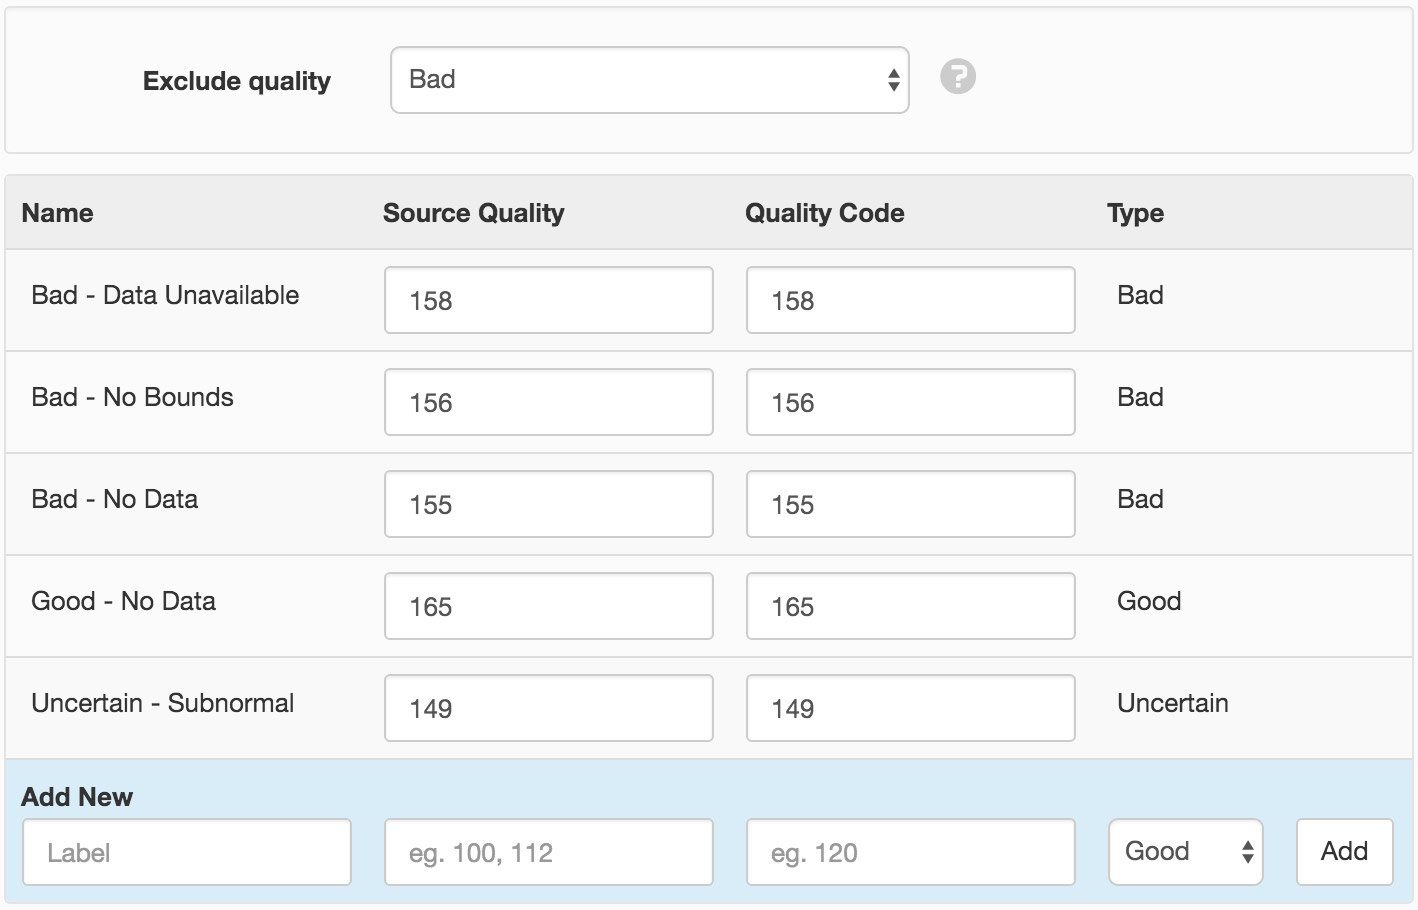 Exclude quality Bad ?
Name Source Quality Quality Code Type
Bad - Data Unavailable 158 158 Bad
Bad - No Bounds 156 156 Bad
Bad - No Data 155 155 Bad
Good - No Data 165 165 Good
Uncertain - Subnormal 149 149 Uncertain
Add New
Label eg. 100, 112 eg. 120 Good Add